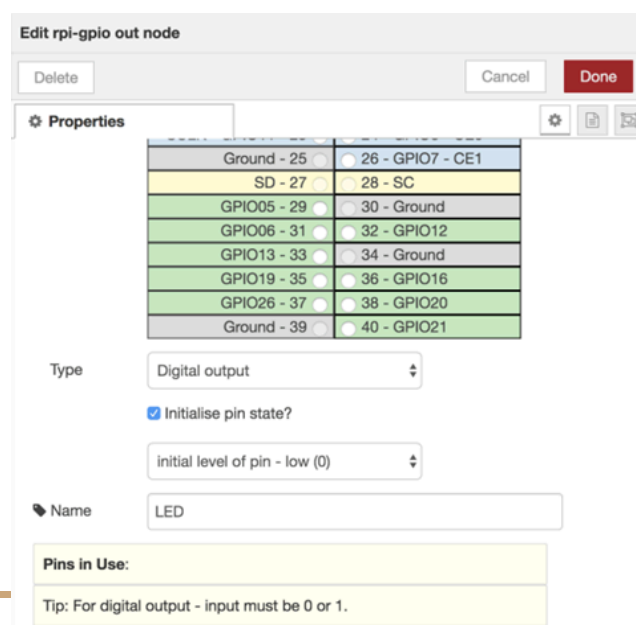 Edit rpi-gpio out node
Delete
Cancel
Done
Properties
Ground - 25
26 - GPIO7 - CE1
SD - 27
28 - SC
GPIO05 - 29
30 - Ground
GPIO06 - 31
32 - GPIO12
GPIO13 - 33
34 - Ground
GPIO19 - 35
36 - GPIO16
GPIO26 - 37
38 - GPIO20
Ground - 39
40 - GPIO21
Type
Digital output
Initialise pin state?
initial level of pin - low (0)
Name
LED
Pins in Use:
Tip: For digital output - input must be 0 or 1.